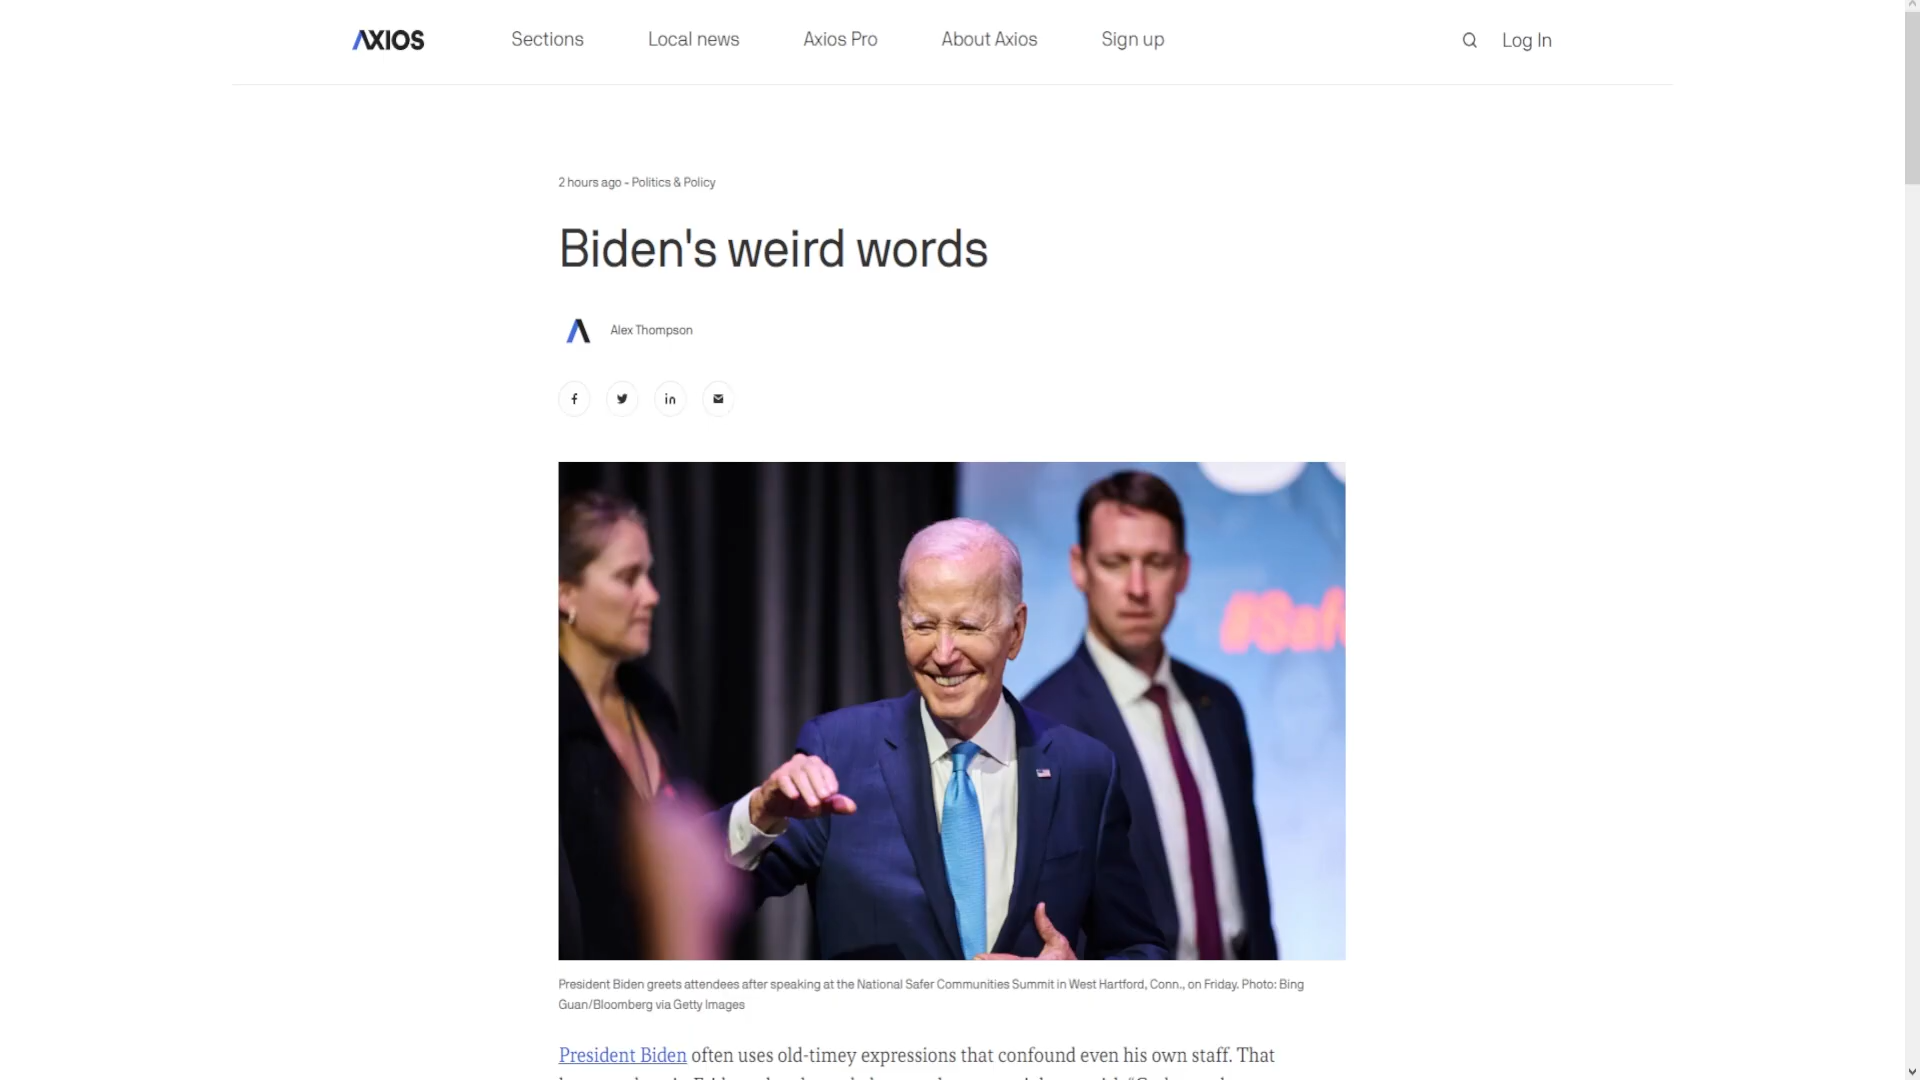 AXIOS Sections Local news Axios Pro About Axios Sign up Log In
2 hours ago - Politics & Policy
Biden's weird words
Alex Thompson
#Saf
President Biden greets attendees after speaking at the National Safer Communities Summit in West Hartford, Conn., on Friday. Photo: Bing
Guan/Bloomberg via Getty Images
President Biden often uses old-timey expressions that confound even his own staff. That